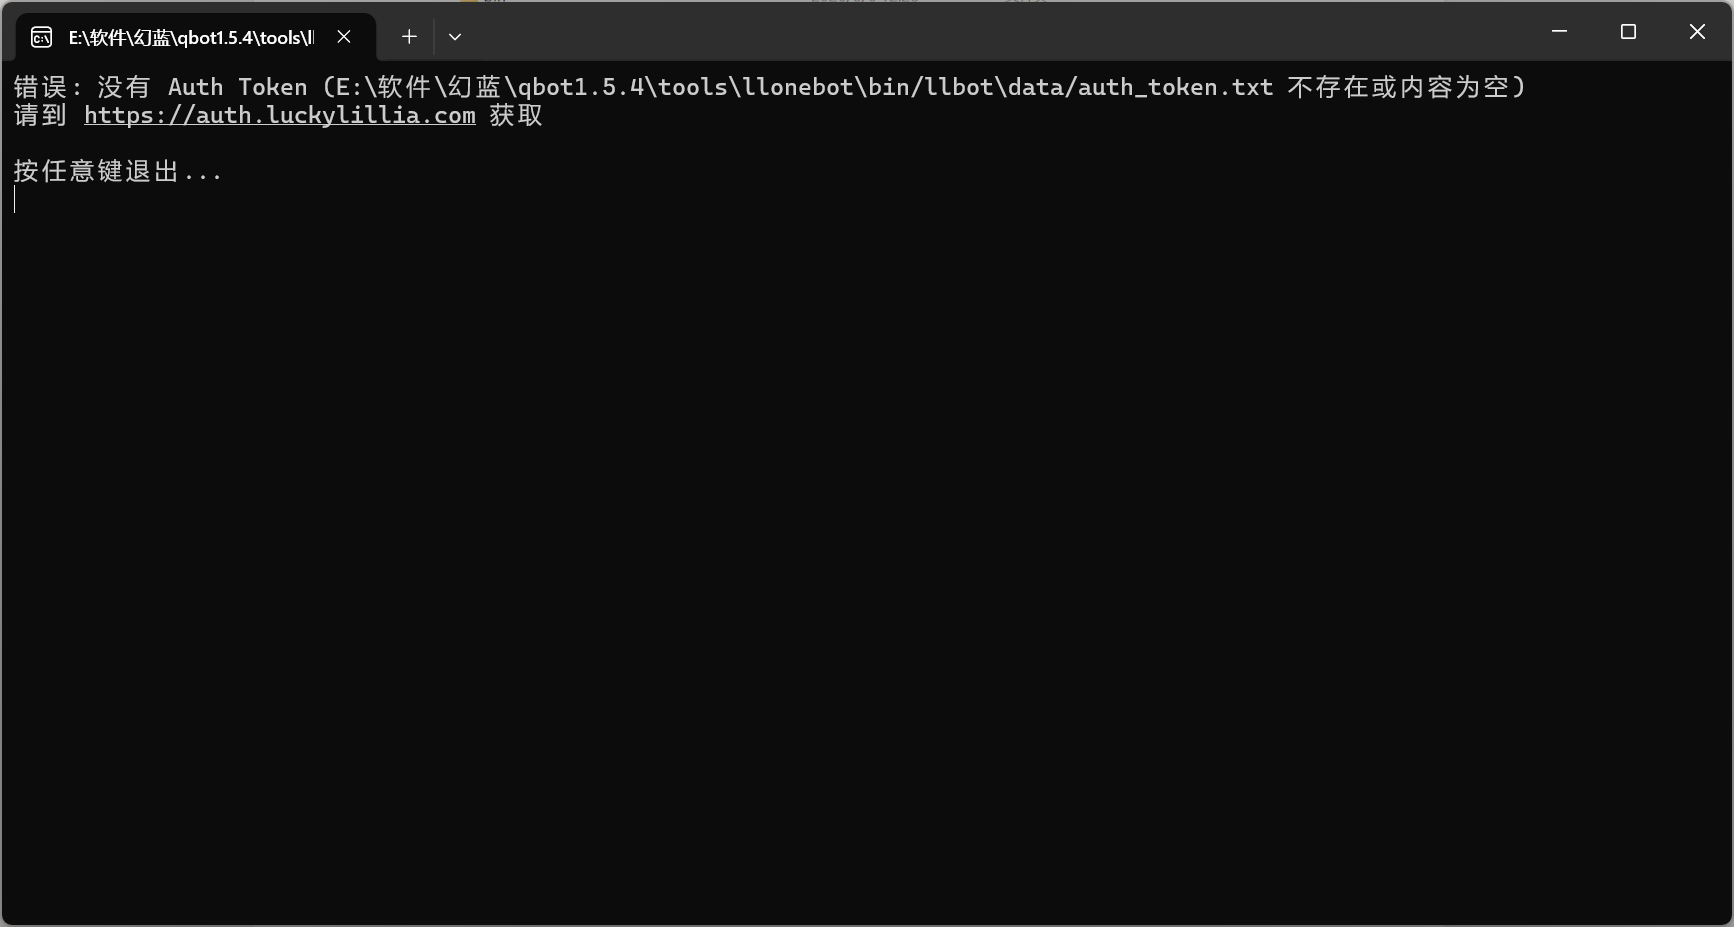 E:\软件\幻蓝\qbot1.5.4\tools\ll
错误: 没有 Auth Token (E:\软件\幻蓝\qbot1.5.4\tools\llonebot\bin/llbot\data/auth_token.txt 不存在或内容为空)
请到 https://auth.luckylillia.com 获取
按任意键退出...